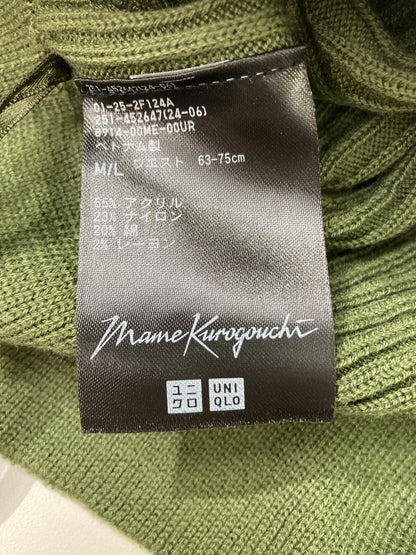 01-25-2F124A
251-452647(24-06)
8914-00ME-00UR
ベトナム製
M/L ウエスト 63-75cm
55% アクリル
23% ナイロン
20% 綿
2% レーヨン
Mame Kurogouchi
ユニ UNI
クロ QLO